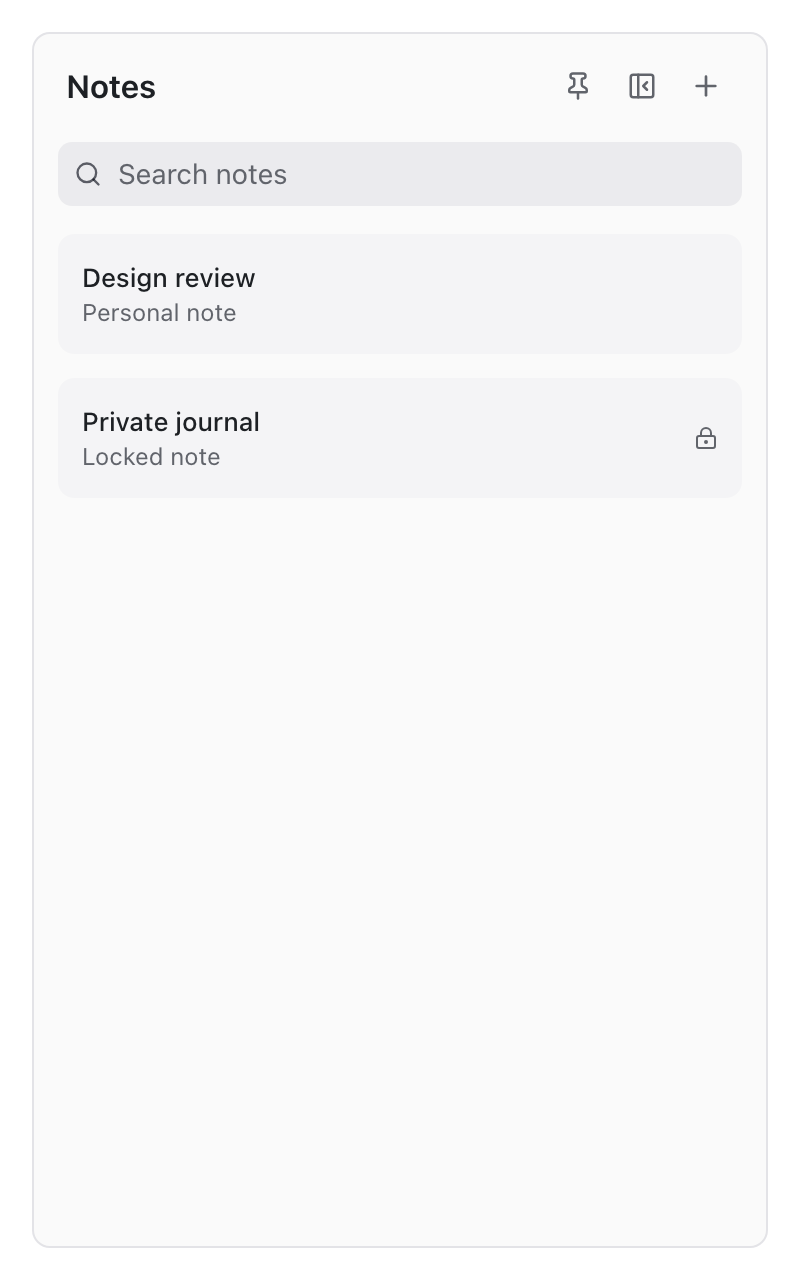 Notes
Search notes
Design review
Personal note
Private journal
Locked note